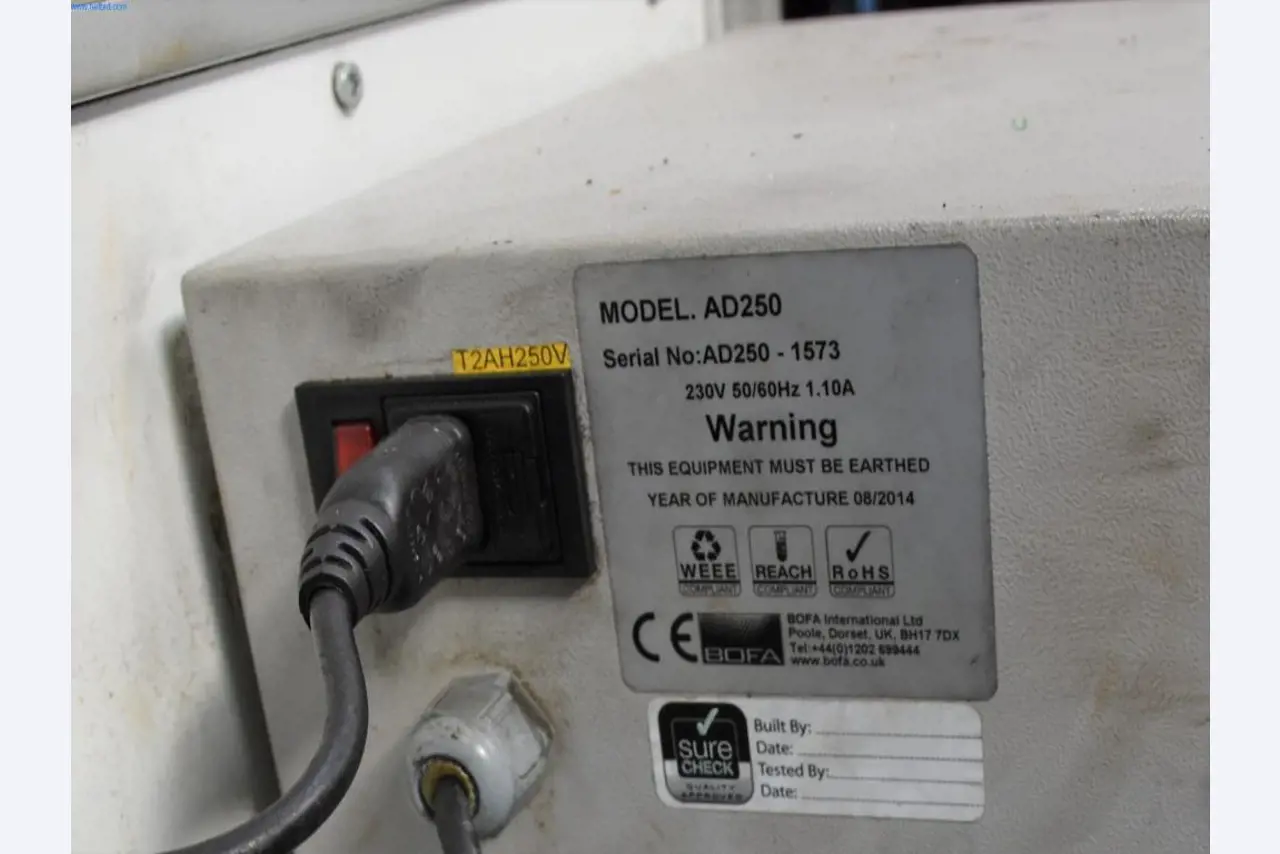 MODEL. AD250
Serial No:AD250 - 1573
230V 50/60Hz 1.10A
Warning
THIS EQUIPMENT MUST BE EARTHED
YEAR OF MANUFACTURE 08/2014
WEEE REACH RoHS
COMPLIANT COMPLIANT COMPLIANT
CE BOFA
BOFA International Ltd
Poole, Dorset, UK, BH17 7DX
Tel:+44(0)1202 699444
www.bofa.co.uk
T2AH250V
sure
CHECK
QUALITY
APPROVED
Built By:
Date:
Tested By:
Date: